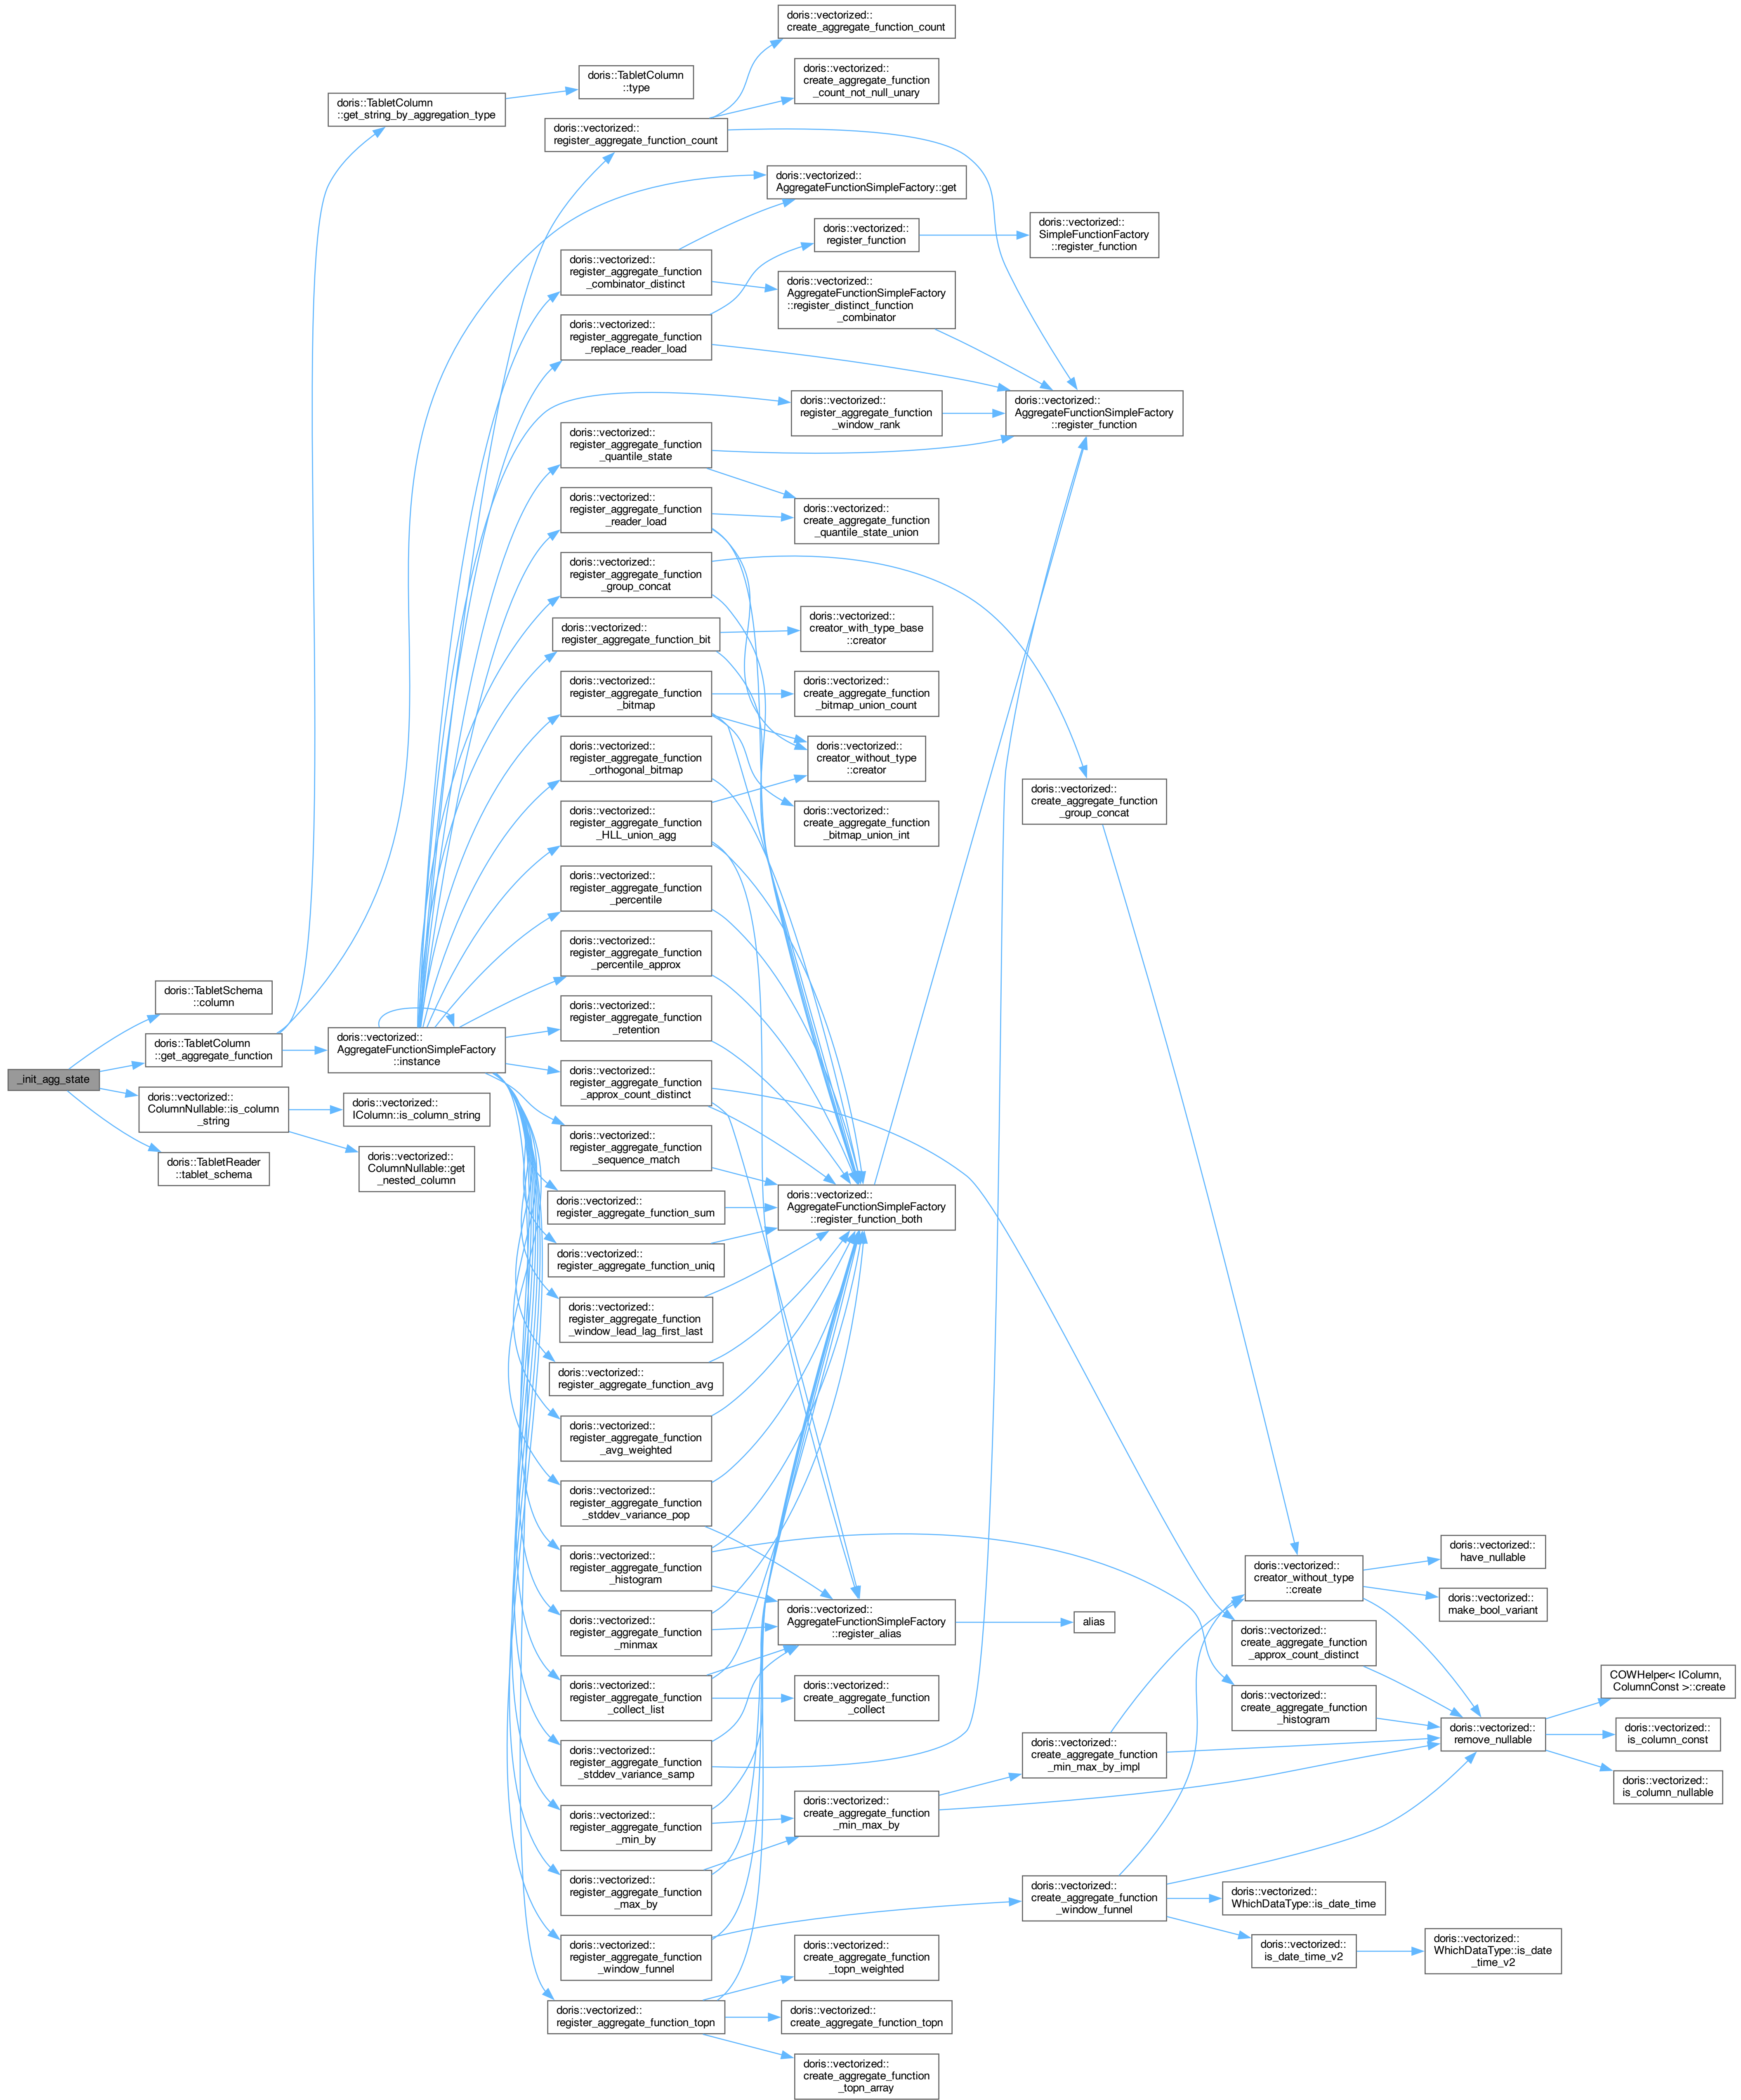 _init_agg_state
doris::TabletSchema
::column
doris::TabletColumn
::get_aggregate_function
doris::vectorized::
ColumnNullable::is_column
_string
doris::TabletReader
::tablet_schema
doris::TabletColumn
::get_string_by_aggregation_type
doris::vectorized::
AggregateFunctionSimpleFactory
::instance
doris::vectorized::
IColumn::is_column_string
doris::vectorized::
ColumnNullable::get
_nested_column
doris::TabletColumn
::type
doris::vectorized::
register_aggregate_function_count
doris::vectorized::
register_aggregate_function
_combinator_distinct
doris::vectorized::
register_aggregate_function
_replace_reader_load
doris::vectorized::
register_aggregate_function
_quantile_state
doris::vectorized::
register_aggregate_function
_reader_load
doris::vectorized::
register_aggregate_function
_group_concat
doris::vectorized::
register_aggregate_function_bit
doris::vectorized::
register_aggregate_function
_bitmap
doris::vectorized::
register_aggregate_function
_orthogonal_bitmap
doris::vectorized::
register_aggregate_function
_HLL_union_agg
doris::vectorized::
register_aggregate_function
_percentile
doris::vectorized::
register_aggregate_function
_percentile_approx
doris::vectorized::
register_aggregate_function
_retention
doris::vectorized::
register_aggregate_function
_approx_count_distinct
doris::vectorized::
register_aggregate_function
_sequence_match
doris::vectorized::
register_aggregate_function_sum
doris::vectorized::
register_aggregate_function_uniq
doris::vectorized::
register_aggregate_function
_window_lead_lag_first_last
doris::vectorized::
register_aggregate_function_avg
doris::vectorized::
register_aggregate_function
_avg_weighted
doris::vectorized::
register_aggregate_function
_stddev_variance_pop
doris::vectorized::
register_aggregate_function
_histogram
doris::vectorized::
register_aggregate_function
_minmax
doris::vectorized::
register_aggregate_function
_collect_list
doris::vectorized::
register_aggregate_function
_stddev_variance_samp
doris::vectorized::
register_aggregate_function
_min_by
doris::vectorized::
register_aggregate_function
_max_by
doris::vectorized::
register_aggregate_function
_window_funnel
doris::vectorized::
register_aggregate_function_topn
doris::vectorized::
create_aggregate_function_count
doris::vectorized::
create_aggregate_function
_count_not_null_unary
doris::vectorized::
AggregateFunctionSimpleFactory::get
doris::vectorized::
register_function
doris::vectorized::
AggregateFunctionSimpleFactory
::register_distinct_function
_combinator
doris::vectorized::
register_aggregate_function
_window_rank
doris::vectorized::
create_aggregate_function
_quantile_state_union
doris::vectorized::
creator_with_type_base
::creator
doris::vectorized::
create_aggregate_function
_bitmap_union_count
doris::vectorized::
creator_without_type
::creator
doris::vectorized::
create_aggregate_function
_bitmap_union_int
doris::vectorized::
AggregateFunctionSimpleFactory
::register_function_both
doris::vectorized::
AggregateFunctionSimpleFactory
::register_alias
doris::vectorized::
create_aggregate_function
_collect
doris::vectorized::
create_aggregate_function
_min_max_by
doris::vectorized::
create_aggregate_function
_topn_weighted
doris::vectorized::
create_aggregate_function_topn
doris::vectorized::
create_aggregate_function
_topn_array
doris::vectorized::
SimpleFunctionFactory
::register_function
doris::vectorized::
AggregateFunctionSimpleFactory
::register_function
doris::vectorized::
create_aggregate_function
_group_concat
alias
doris::vectorized::
create_aggregate_function
_min_max_by_impl
doris::vectorized::
create_aggregate_function
_window_funnel
doris::vectorized::
creator_without_type
::create
doris::vectorized::
create_aggregate_function
_approx_count_distinct
doris::vectorized::
create_aggregate_function
_histogram
doris::vectorized::
WhichDataType::is_date_time
doris::vectorized::
is_date_time_v2
doris::vectorized::
have_nullable
doris::vectorized::
make_bool_variant
doris::vectorized::
remove_nullable
doris::vectorized::
WhichDataType::is_date
_time_v2
COWHelper< IColumn,
ColumnConst >::create
doris::vectorized::
is_column_const
doris::vectorized::
is_column_nullable